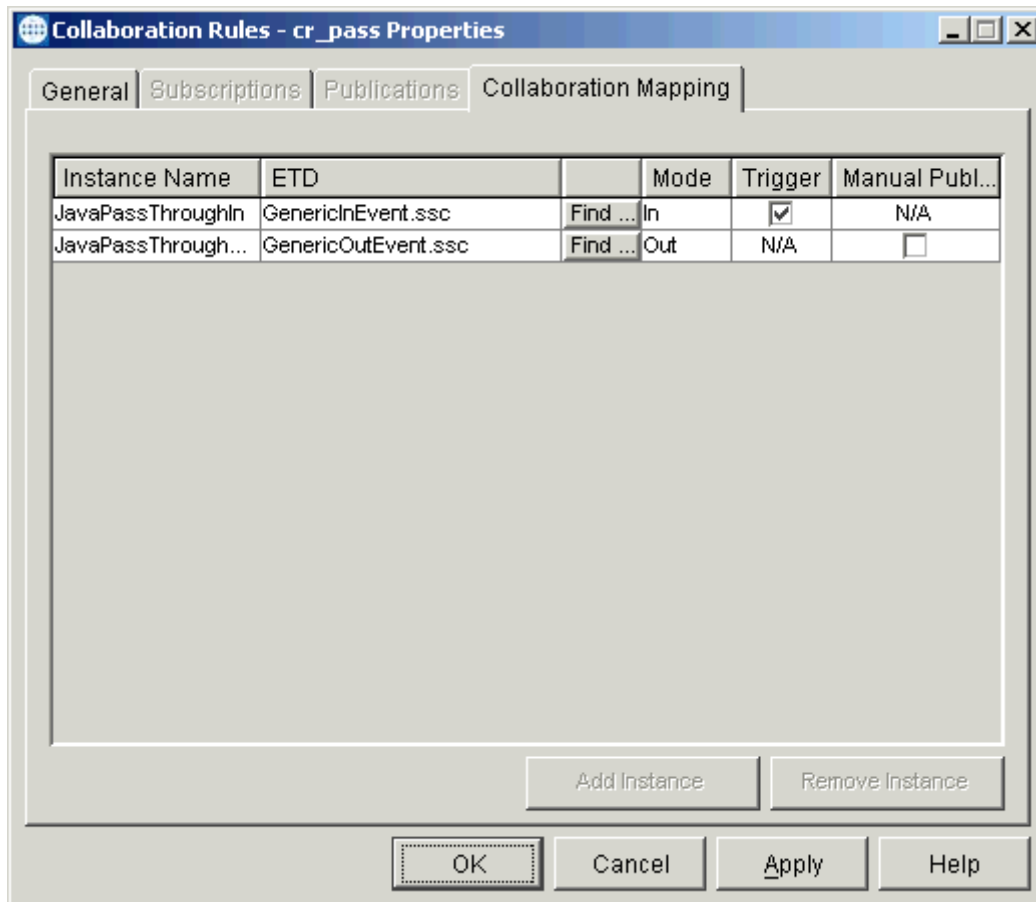 Collaboration Rules - cr_pass Properties
General Subscriptions Publications Collaboration Mapping
Instance Name ETD Mode Trigger Manual Publ...
JavaPassThroughIn GenericInEvent.ssc Find ... In N/A
JavaPassThrough... GenericOutEvent.ssc Find ... Out N/A
Add Instance Remove Instance
OK Cancel Apply Help